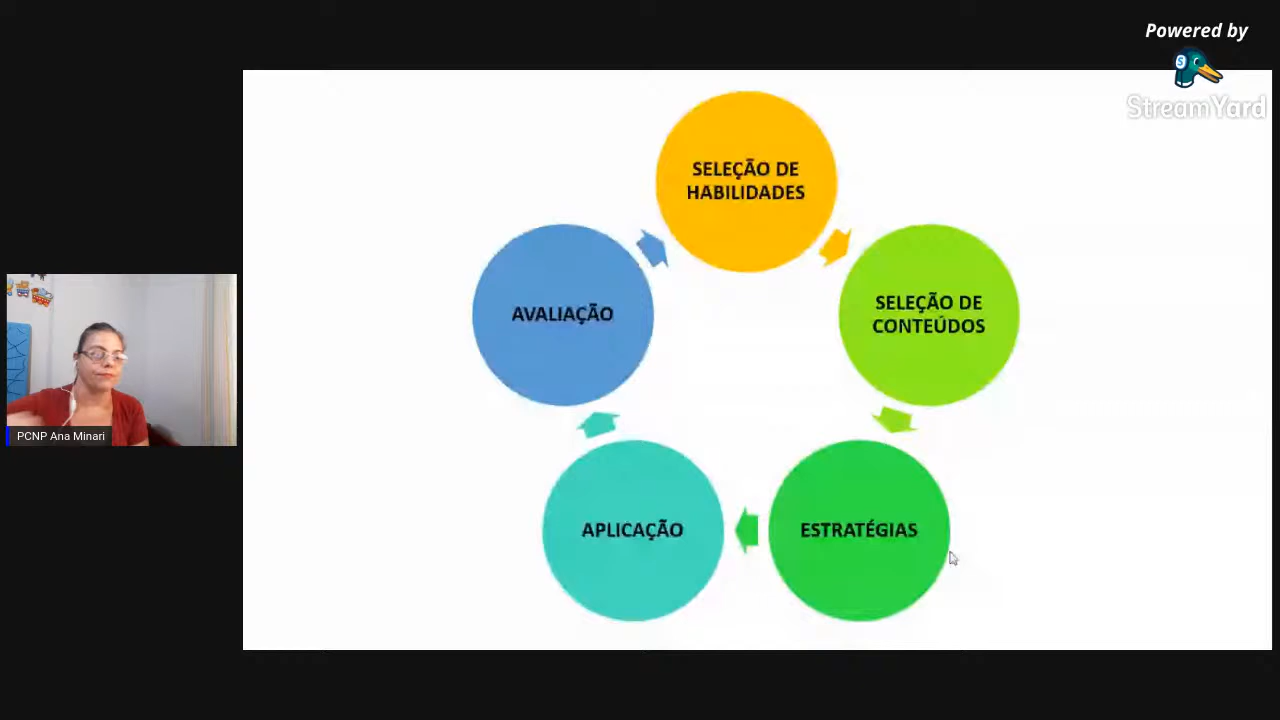 Powered by
StreamYard
SELEÇÃO DE
HABILIDADES
SELEÇÃO DE
CONTEÚDOS
ESTRATÉGIAS
APLICAÇÃO
AVALIAÇÃO
PCNP Ana Minari